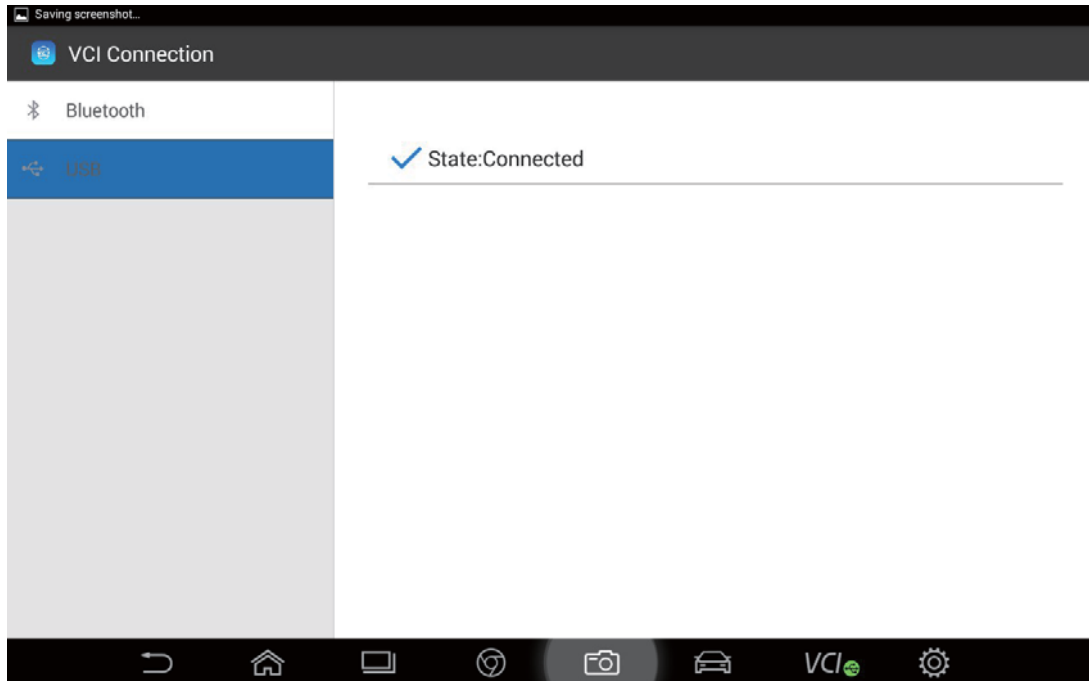 Saving screenshot...
VCI Connection
Bluetooth
USB
State:Connected
VCI